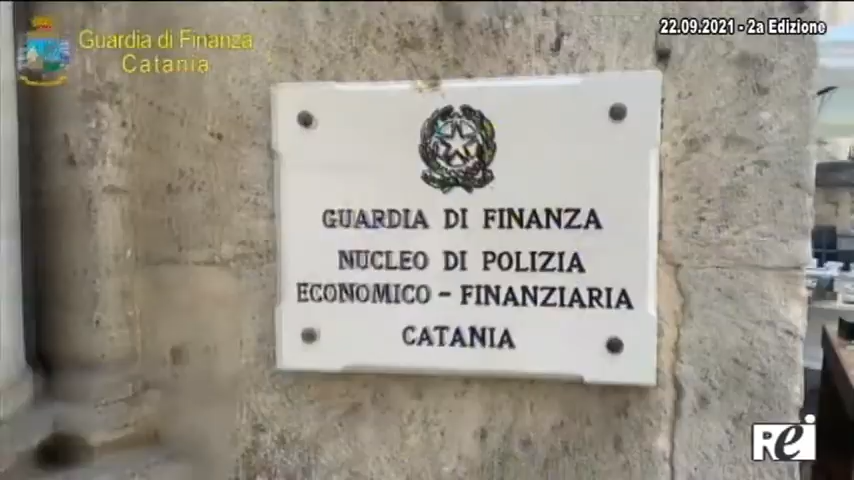 Guardia di Finanza
Catania
22.09.2021 - 2a Edizione
GUARDIA DI FINANZA
NUCLEO DI POLIZIA
ECONOMICO - FINANZIARIA
CATANIA
Rei